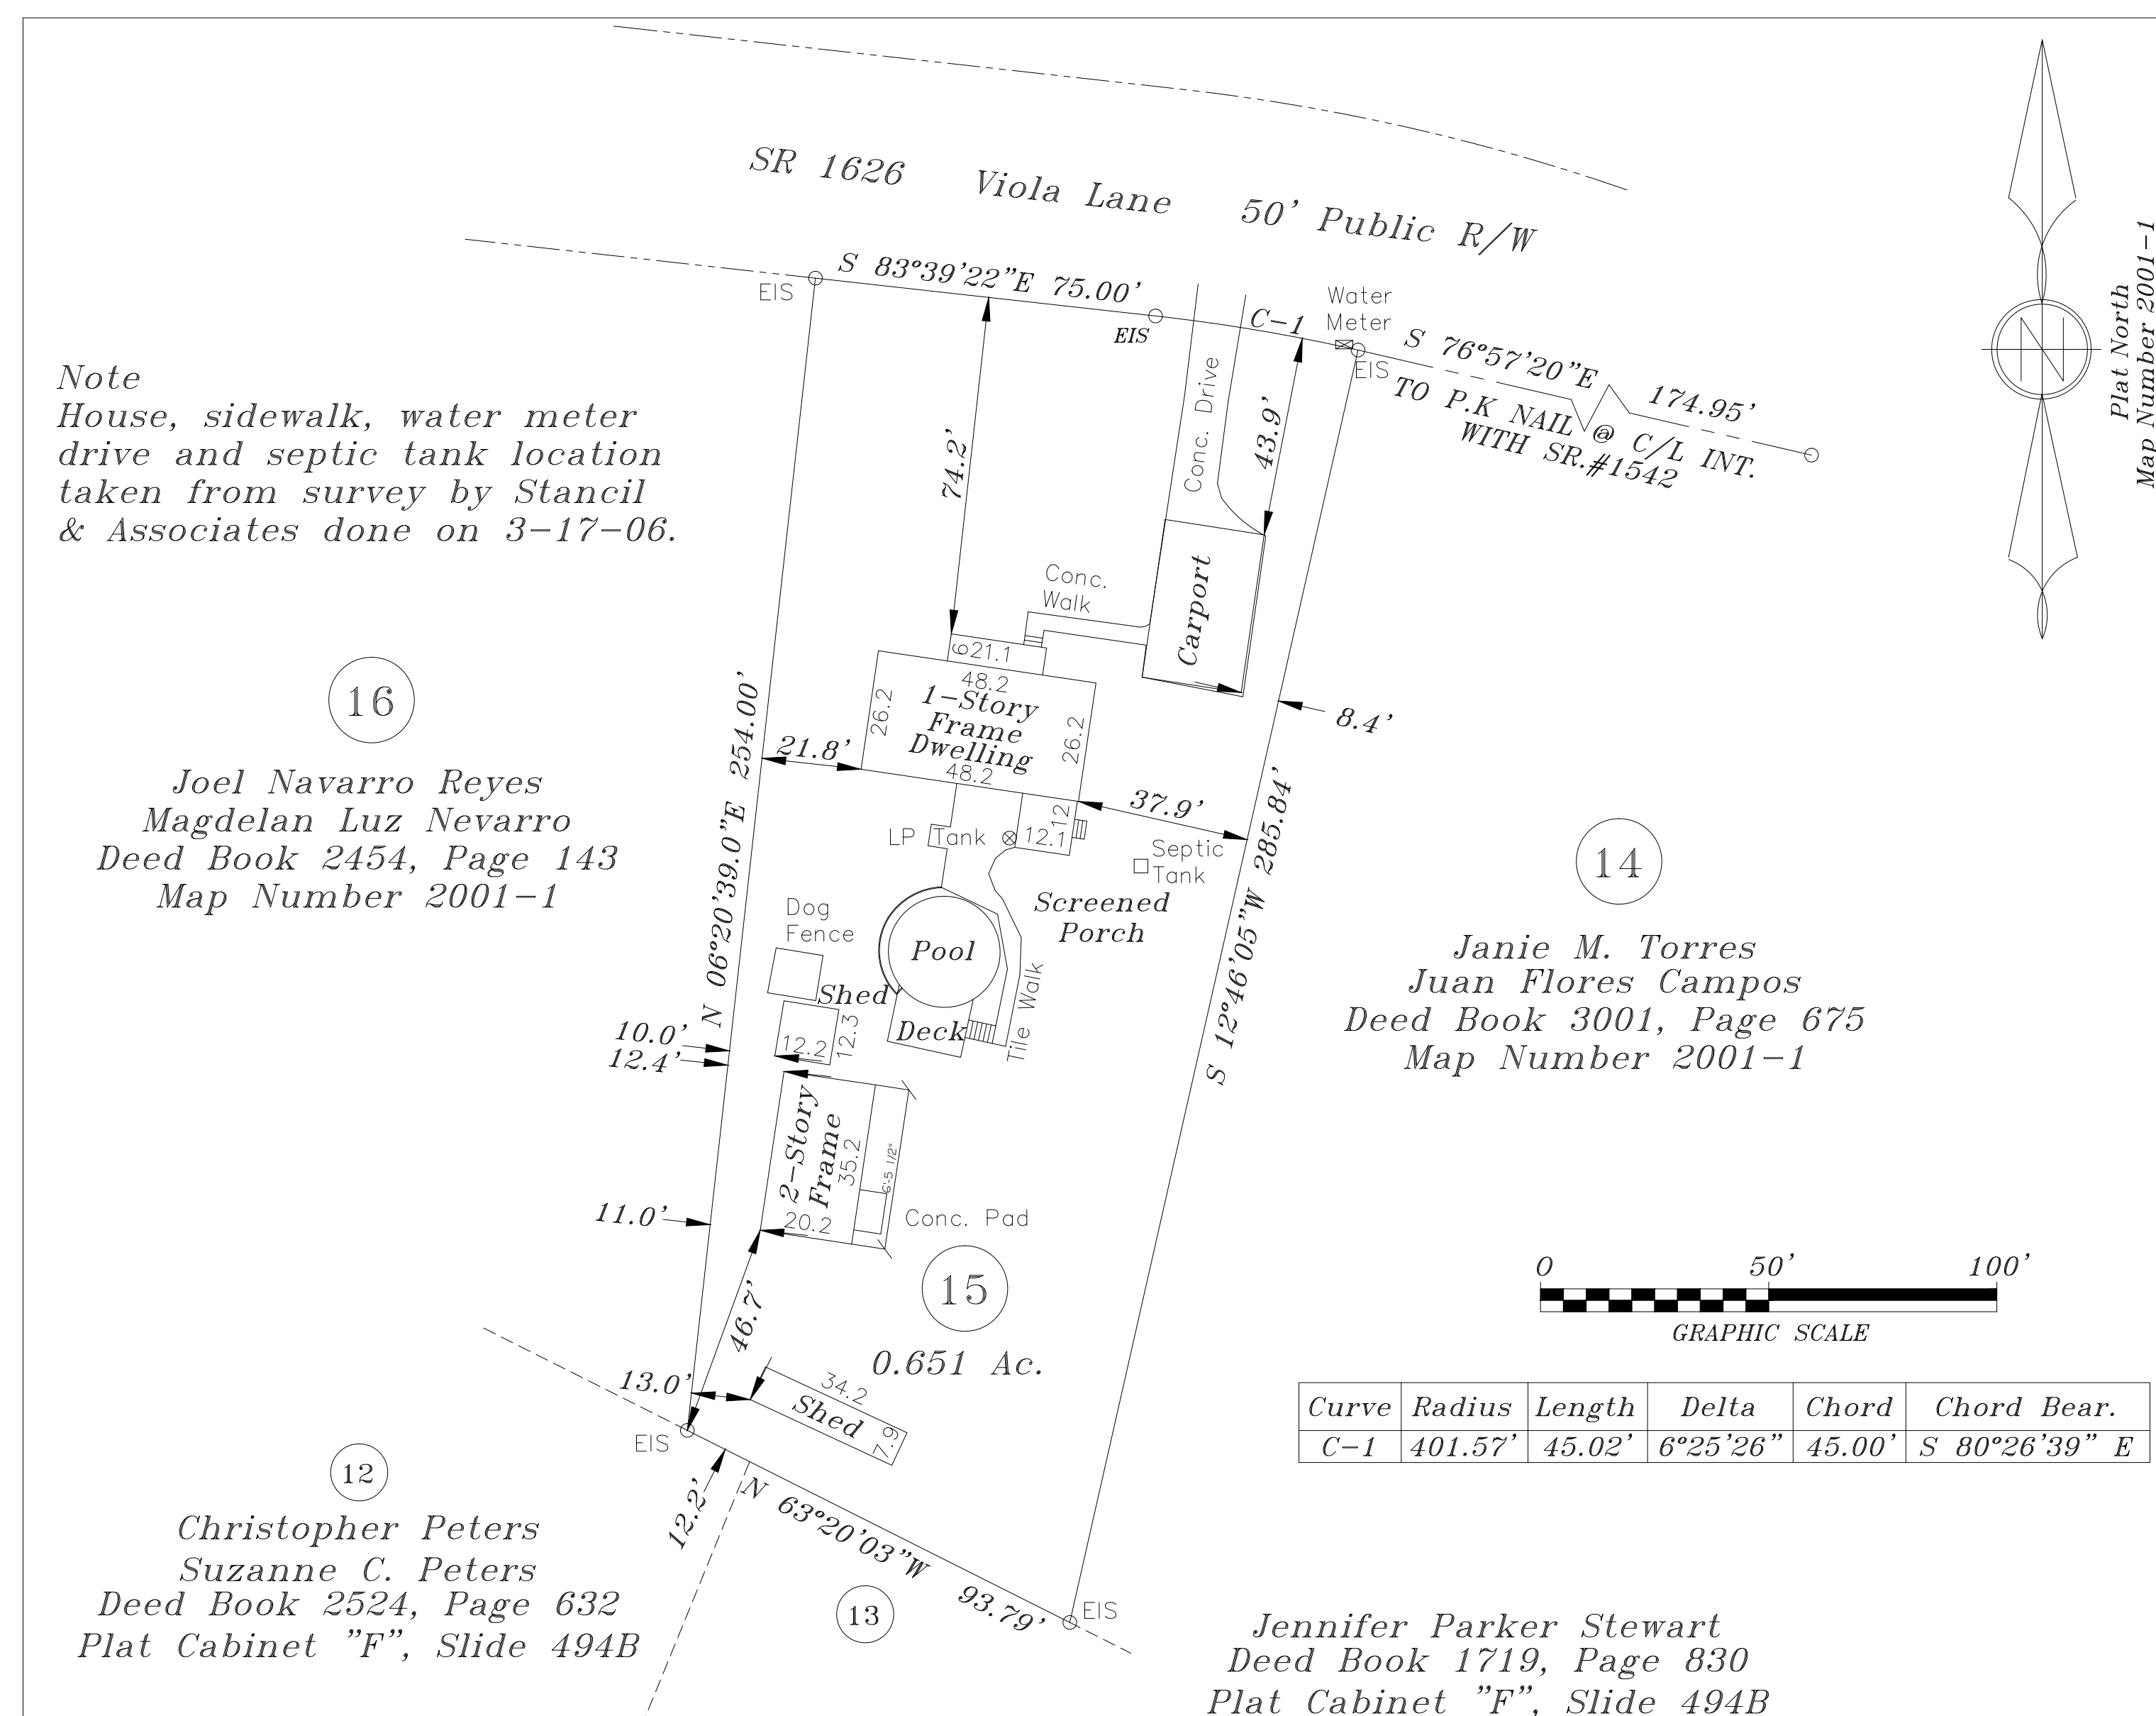 SR 1626 Viola Lane 50' Public R/W
S 83°39'22"E 75.00'
EIS
EIS
C-1
Water
Meter
EIS
S 76°57'20"E 174.95'
TO P.K NAIL @ C/L INT.
WITH SR.#1542
N
Plat North
Map Number 2001-1
Note
House, sidewalk, water meter
drive and septic tank location
taken from survey by Stancil
& Associates done on 3-17-06.
74.2'
Conc. Drive
43.9'
Conc.
Walk
Carport
8.4'
6
21.1
48.2
1-Story
Frame
Dwelling
48.2
26.2
26.2
21.8'
37.9'
N 06°20'39.0"E 254.00'
S 12°46'05"W 285.84'
16
Joel Navarro Reyes
Magdelan Luz Nevarro
Deed Book 2454, Page 143
Map Number 2001-1
LP Tank
12
12.1
Septic
Tank
Screened
Porch
14
Janie M. Torres
Juan Flores Campos
Deed Book 3001, Page 675
Map Number 2001-1
Dog
Fence
Pool
Shed
Deck
Tile Walk
12.2
12.3
10.0'
12.4'
2-Story
Frame
35.2
6'-5 1/2"
20.2
11.0'
Conc. Pad
15
0.651 Ac.
46.7'
13.0'
34.2
Shed
7.9
EIS
12.2'
N 63°20'03"W 93.79'
EIS
13
0 50' 100'
GRAPHIC SCALE
Curve Radius Length Delta Chord Chord Bear.
C-1 401.57' 45.02' 6°25'26" 45.00' S 80°26'39" E
12
Christopher Peters
Suzanne C. Peters
Deed Book 2524, Page 632
Plat Cabinet "F", Slide 494B
Jennifer Parker Stewart
Deed Book 1719, Page 830
Plat Cabinet "F", Slide 494B